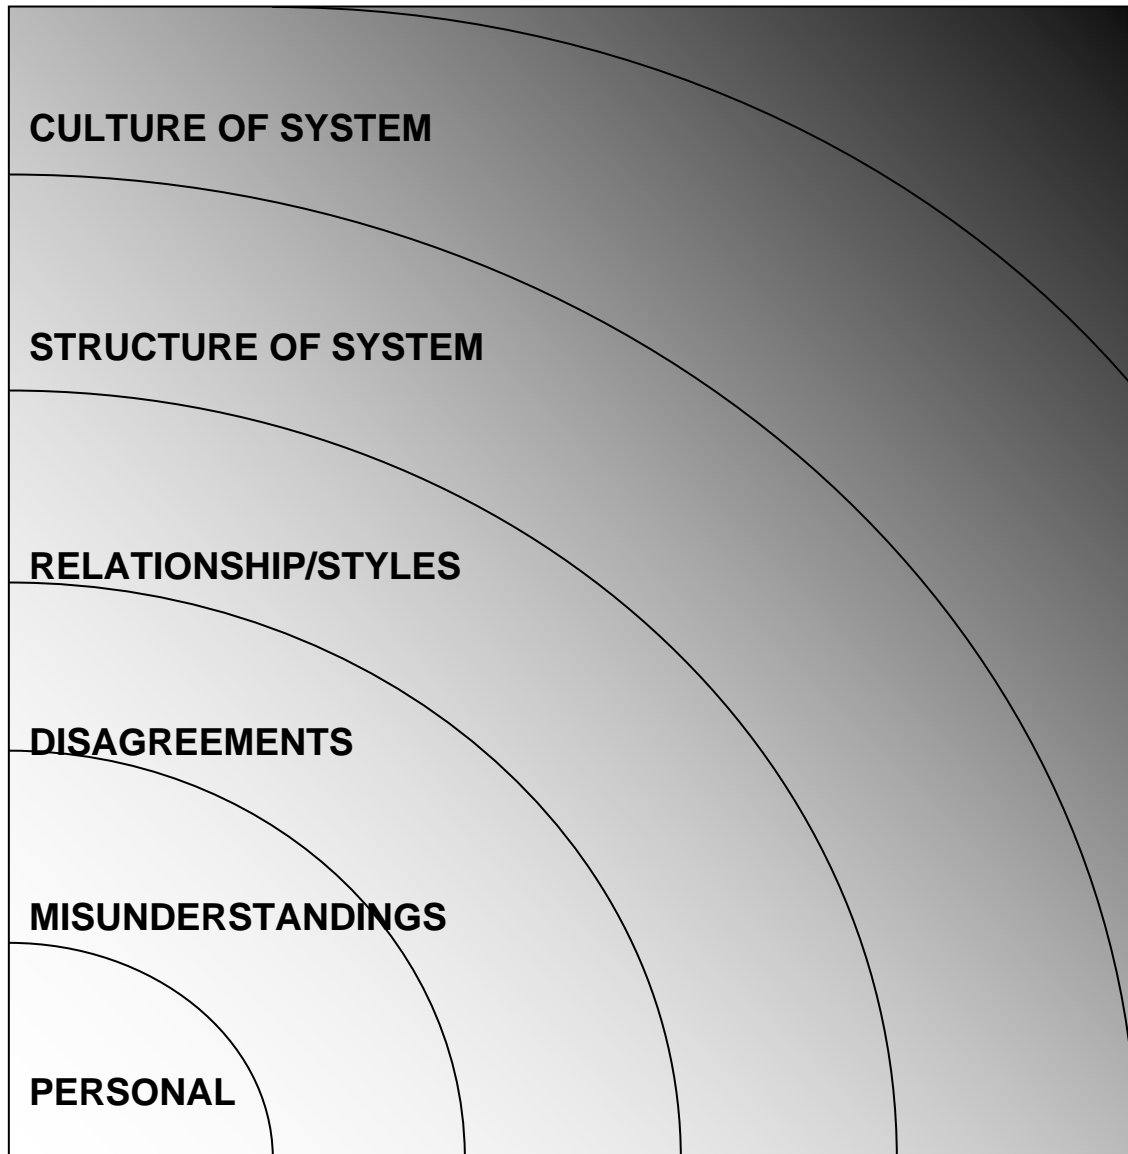 CULTURE OF SYSTEM
STRUCTURE OF SYSTEM
RELATIONSHIP/STYLES
DISAGREEMENTS
MISUNDERSTANDINGS
PERSONAL